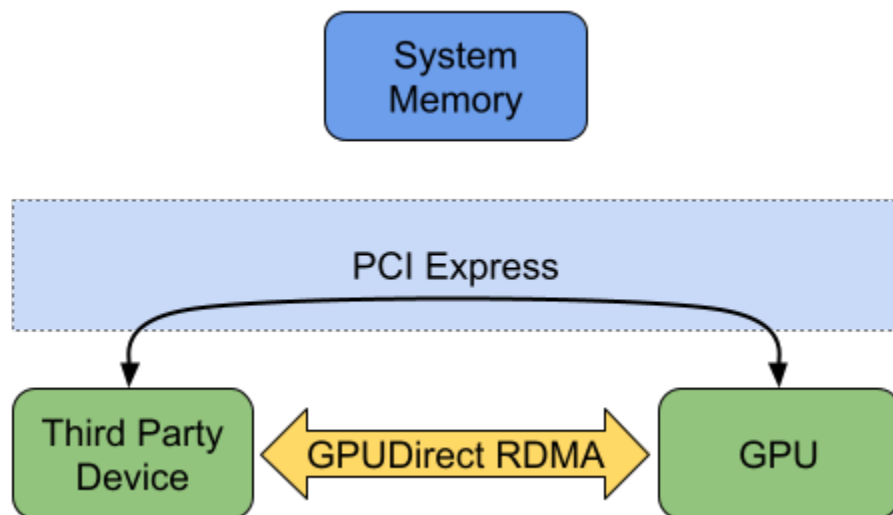 System
Memory
PCI Express
Third Party
Device
GPUDirect RDMA
GPU